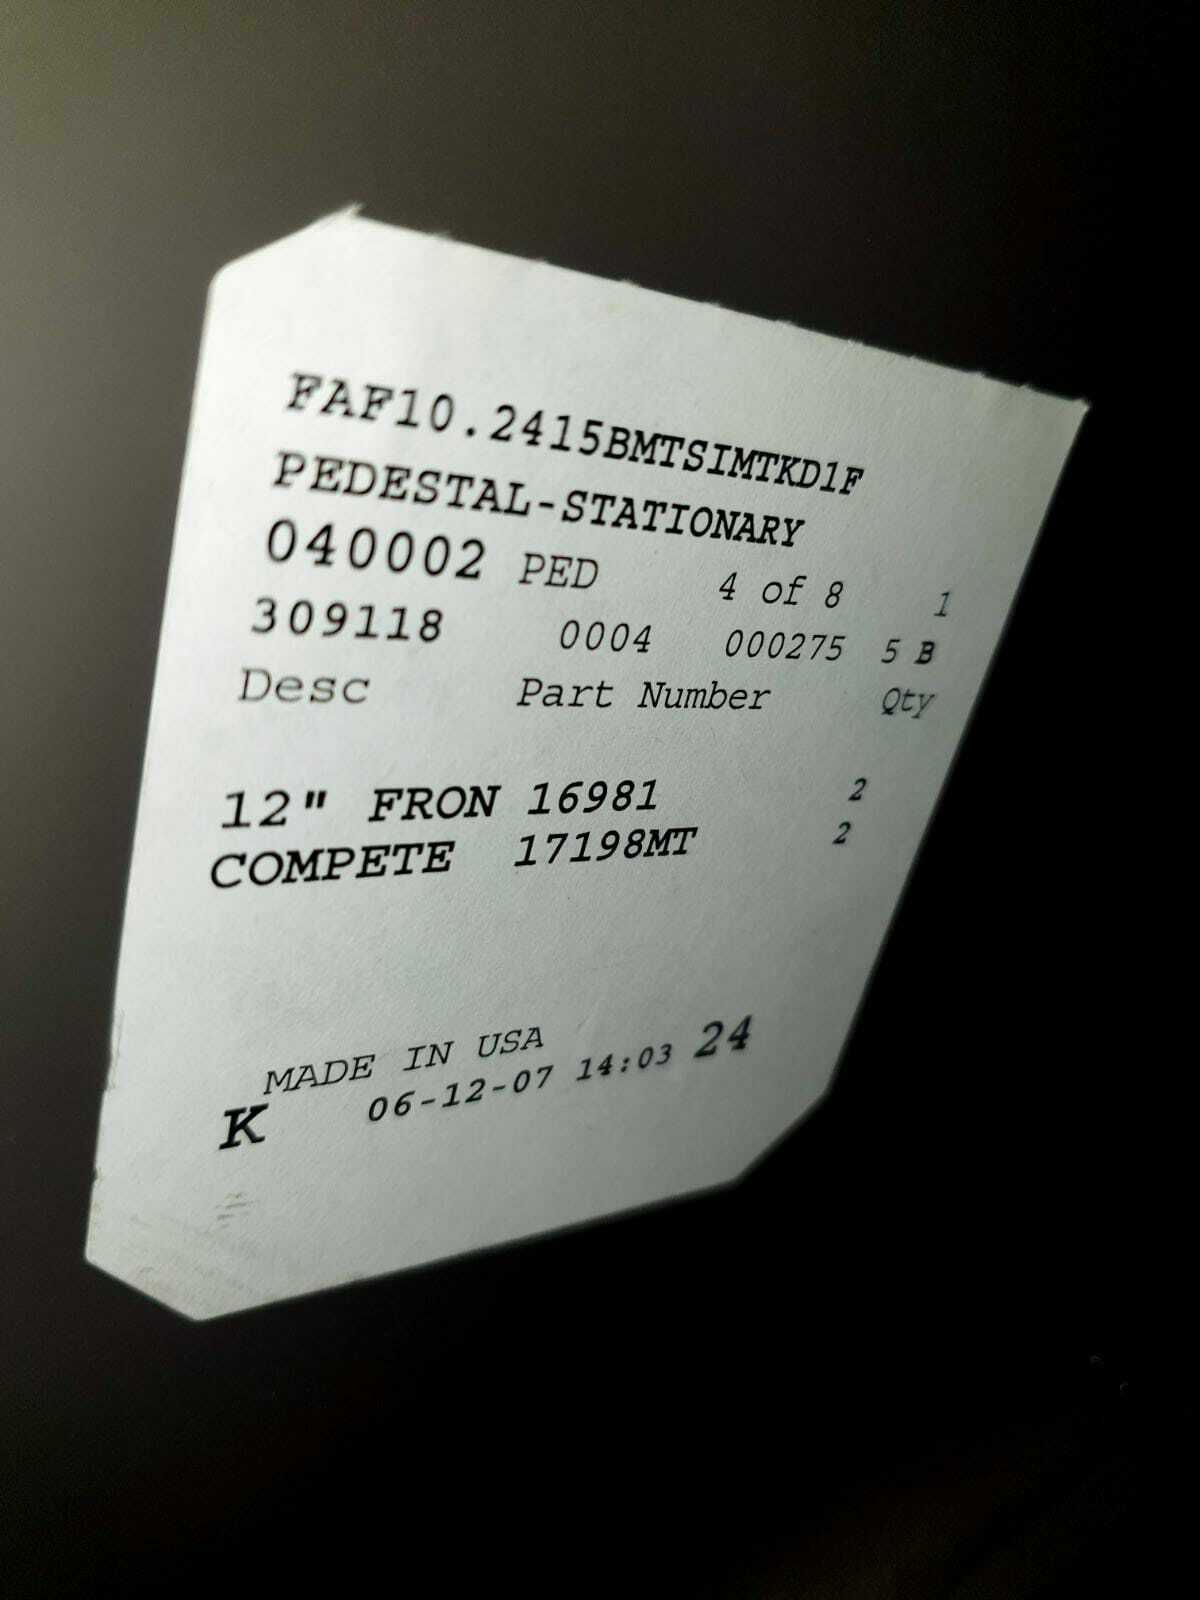 FAF10.2415BMTSIMTKD1F
PEDESTAL-STATIONARY
040002 PED 4 of 8 1
309118 0004 000275 5 B
Desc Part Number Qty
12" FRON 16981 2
COMPETE 17198MT 2
MADE IN USA
K 06-12-07 14:03 24